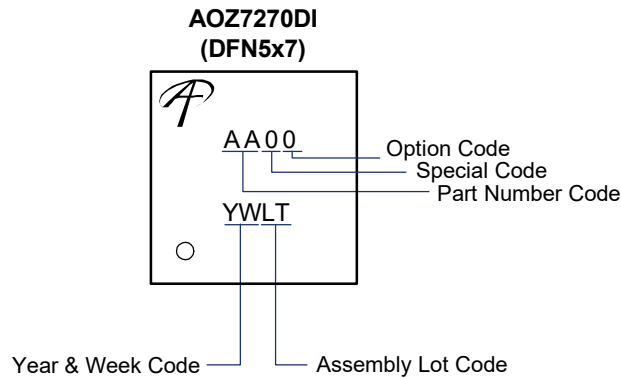 AOZ7270DI
(DFN5x7)
AA00
Option Code
Special Code
Part Number Code
YWLT
Year & Week Code
Assembly Lot Code